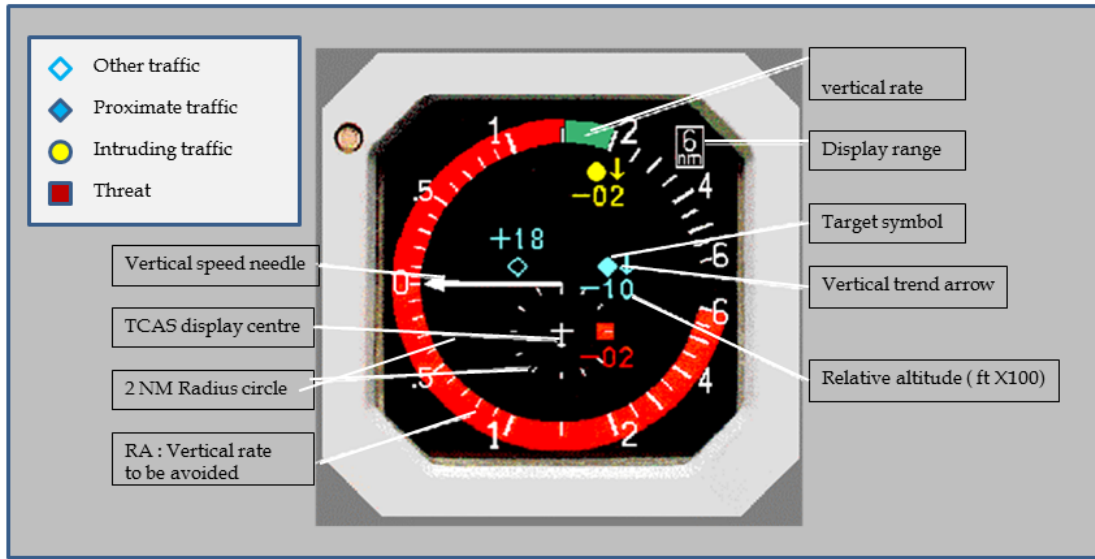 Other traffic
Proximate traffic
Intruding traffic
Threat
vertical rate
Display range
Target symbol
Vertical trend arrow
Relative altitude ( ft X100)
Vertical speed needle
TCAS display centre
2 NM Radius circle
RA : Vertical rate
to be avoided
1
2
6
nm
4
.5
-02
+18
6
0
-10
6
-02
.5
4
1
2